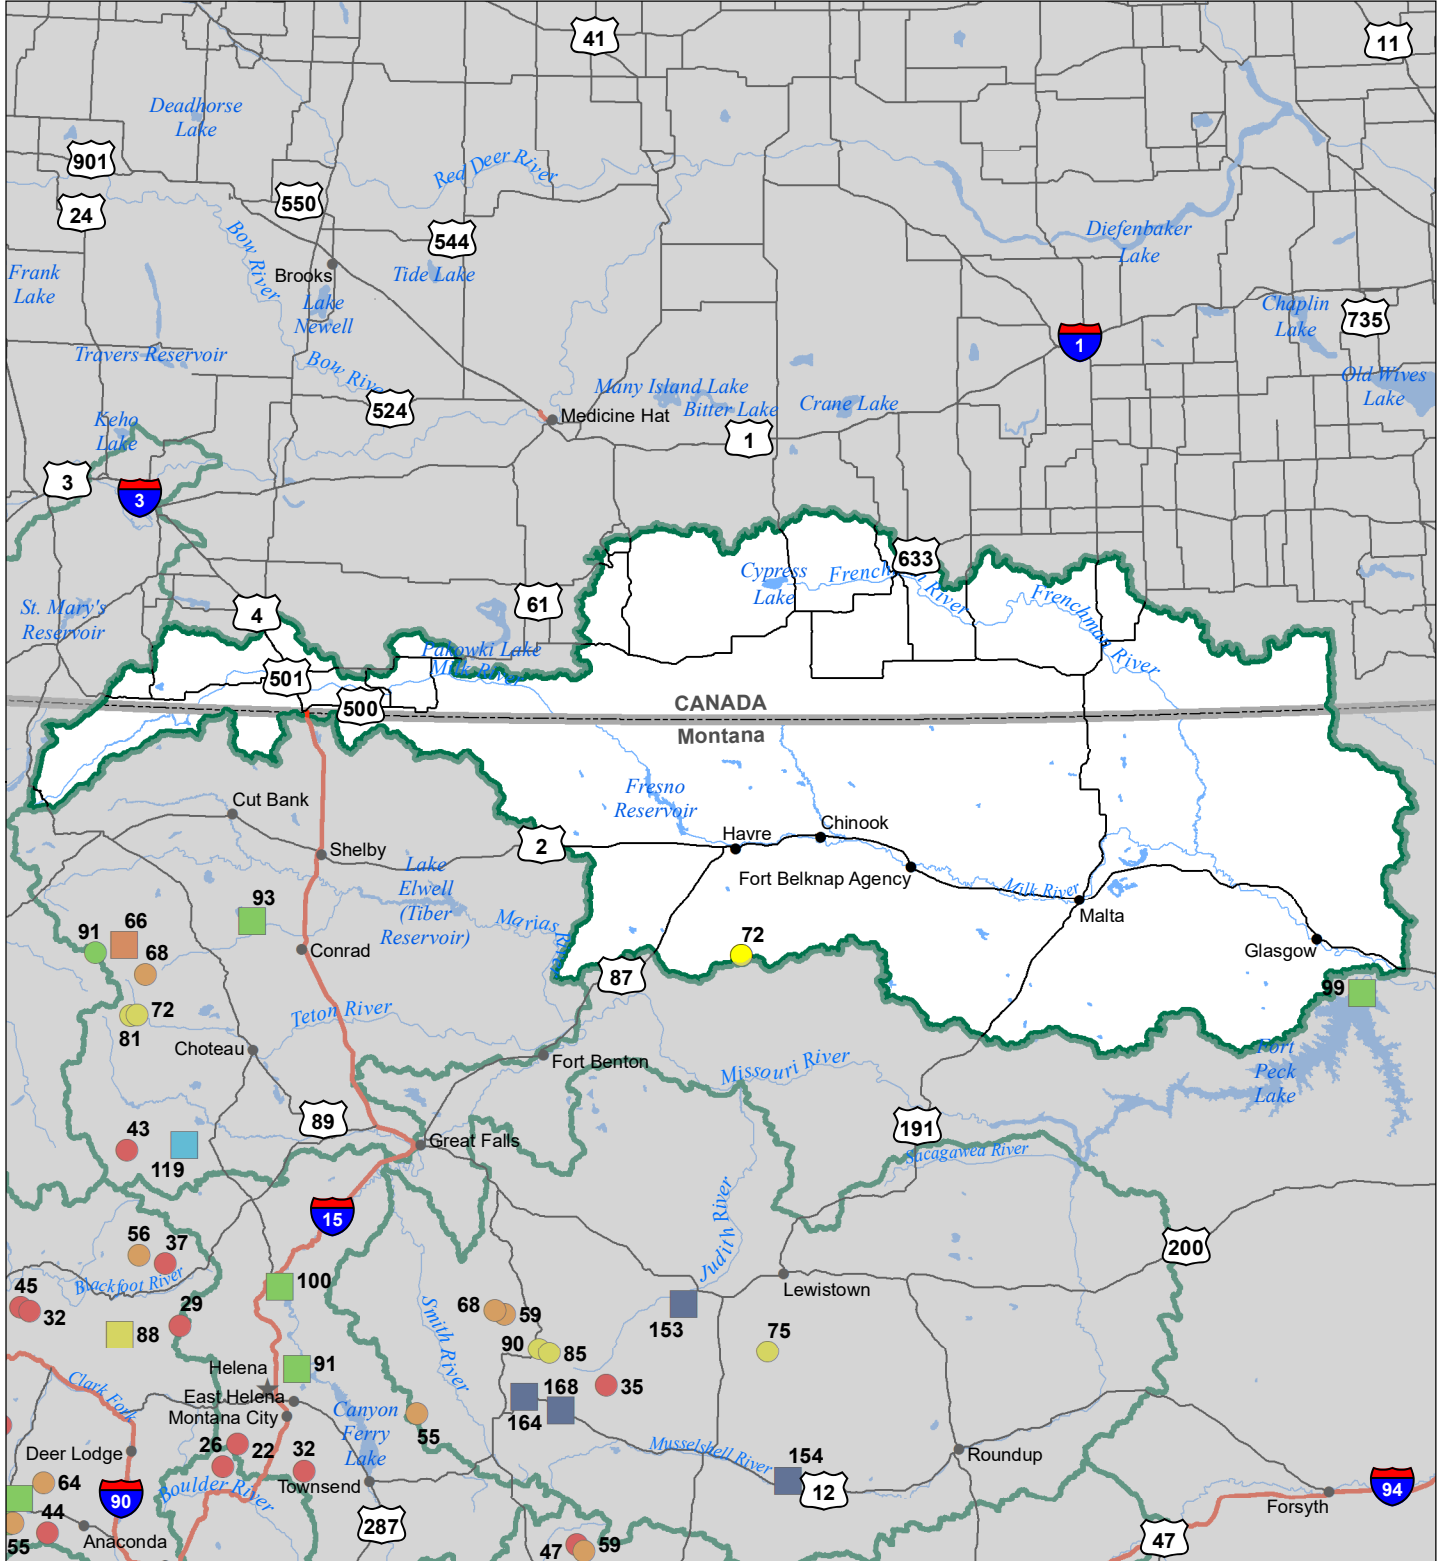 41
11
Deadhorse
Lake
901
Red Deer River
550
24
544
Bow River
Diefenbaker
Lake
Brooks
Frank
Lake
Tide Lake
Lake
Newell
Chaplin
Lake
735
1
Travers Reservoir
Bow River
Old Wives
Lake
524
Many Island Lake
Bitter Lake
Crane Lake
Keho
Lake
Medicine Hat
1
3
3
633
Cypress
Lake
Frenchman River
Frenchman River
St. Mary's
Reservoir
4
61
Pakowki Lake
Milk River
501
500
CANADA
Montana
Fresno
Reservoir
Cut Bank
Chinook
Havre
2
Shelby
Lake
Elwell
(Tiber
Reservoir)
Fort Belknap Agency
Milk River
Malta
93
Marias River
91
66
68
Conrad
72
Glasgow
87
99
72
81
Teton River
Choteau
Fort Benton
Missouri River
Fort
Peck
Lake
89
43
119
Great Falls
191
Sacagawea River
15
Judith River
56
37
200
Blackfoot River
100
45
32
29
88
Smith River
68
59
Lewistown
153
90
85
75
Helena
91
East Helena
Montana City
168
164
35
Clark Fork
Canyon
Ferry
Lake
55
Deer Lodge
26
22
32
Musselshell River
154
Roundup
64
90
Boulder River
Townsend
12
94
Forsyth
44
55
Anaconda
287
47
59
47